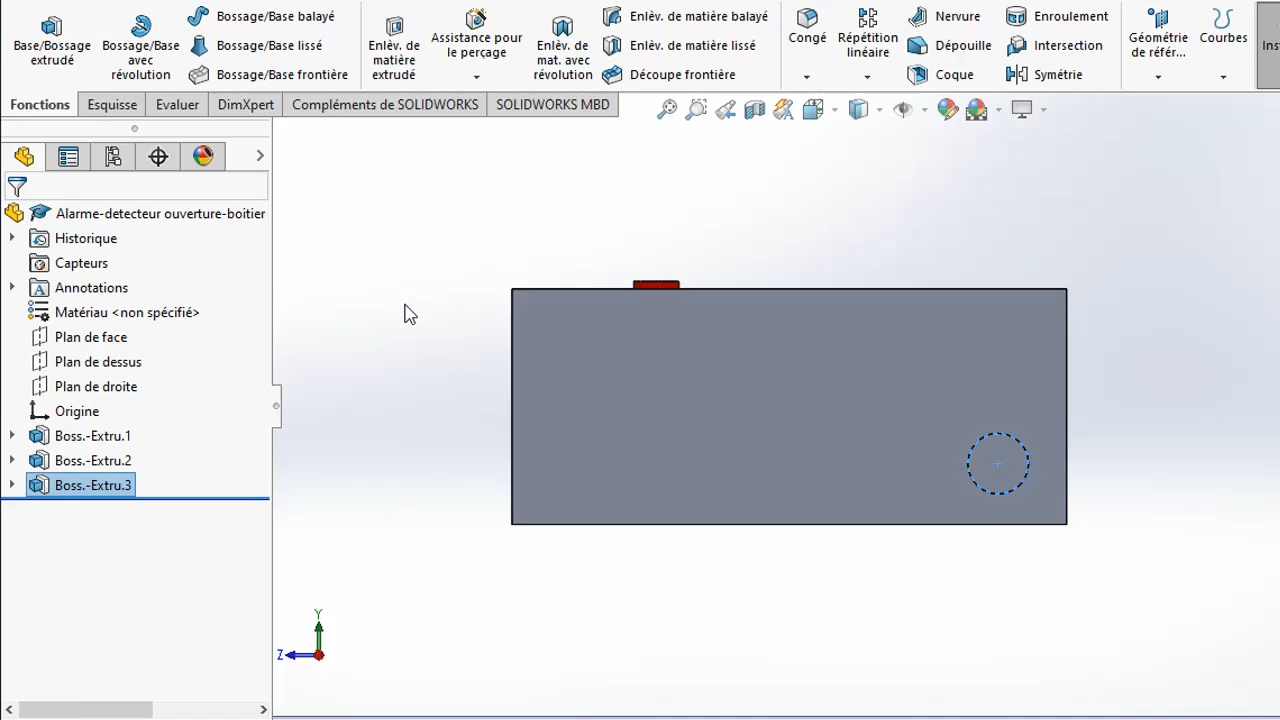 Base/Bossage
extrudé
Bossage/Base
avec
révolution
Bossage/Base balayé
Bossage/Base lissé
Bossage/Base frontière
Enlèv. de
matière
extrudé
Assistance pour
le perçage
Enlèv. de
mat. avec
révolution
Enlèv. de matière balayé
Enlèv. de matière lissé
Découpe frontière
Congé
Répétition
linéaire
Nervure
Dépouille
Coque
Enroulement
Intersection
Symétrie
Géométrie
de référ...
Courbes
Ins
Fonctions
Esquisse
Evaluer
DimXpert
Compléments de SOLIDWORKS
SOLIDWORKS MBD
Alarme-detecteur ouverture-boitier
Historique
Capteurs
A Annotations
Matériau <non spécifié>
Plan de face
Plan de dessus
Plan de droite
Origine
Boss.-Extru.1
Boss.-Extru.2
Boss.-Extru.3
Y
Z